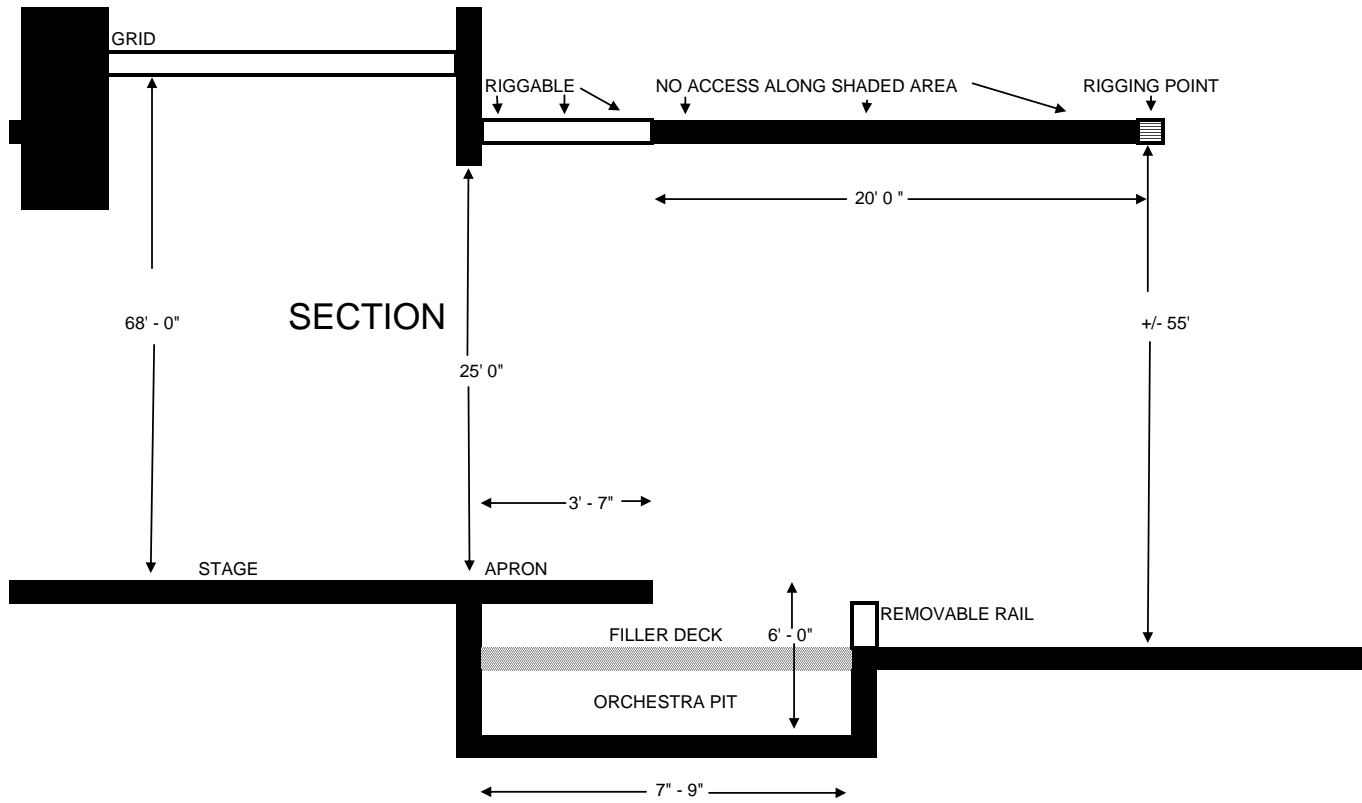 GRID
RIGGABLE
NO ACCESS ALONG SHADED AREA
RIGGING POINT
20' 0 "
SECTION
68' - 0"
+/- 55'
25' 0"
3' - 7"
STAGE
APRON
REMOVABLE RAIL
FILLER DECK
6' - 0"
ORCHESTRA PIT
7" - 9"